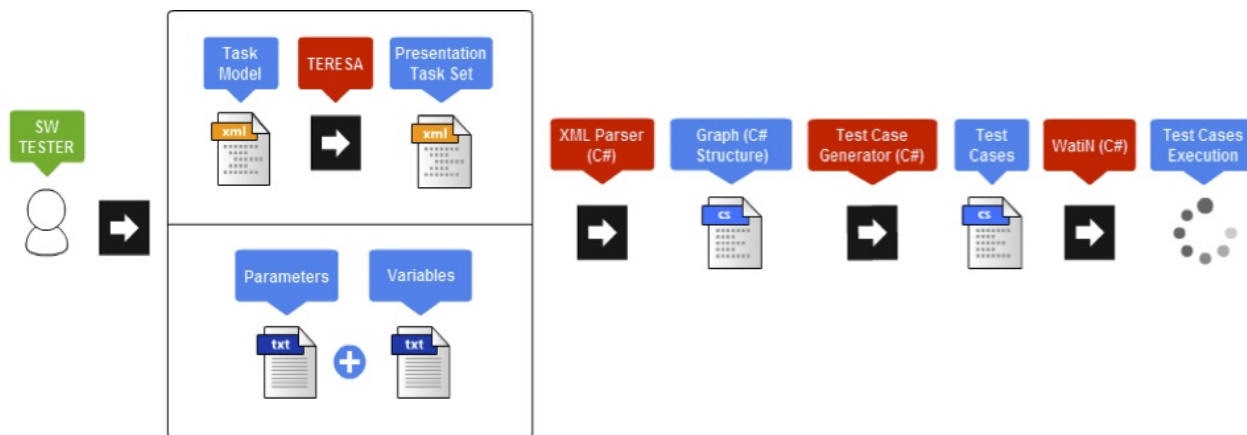 SW
TESTER
Task
Model
TERESA
Presentation
Task Set
xml
xml
Parameters
Variables
txt
txt
XML Parser
(C#)
Graph (C#
Structure)
cs
Test Case
Generator (C#)
Test
Cases
cs
WatiN (C#)
Test Cases
Execution